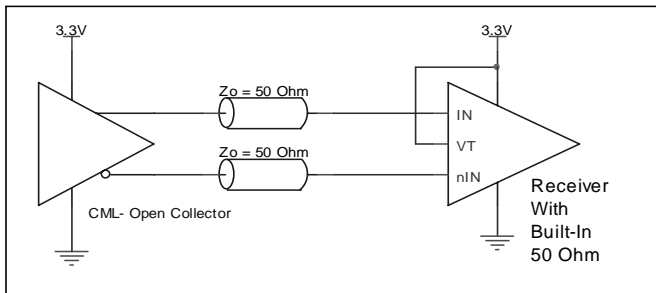 3.3V
3.3V
Zo = 50 Ohm
IN
VT
Zo = 50 Ohm
nIN
CML- Open Collector
Receiver
With
Built-In
50 Ohm